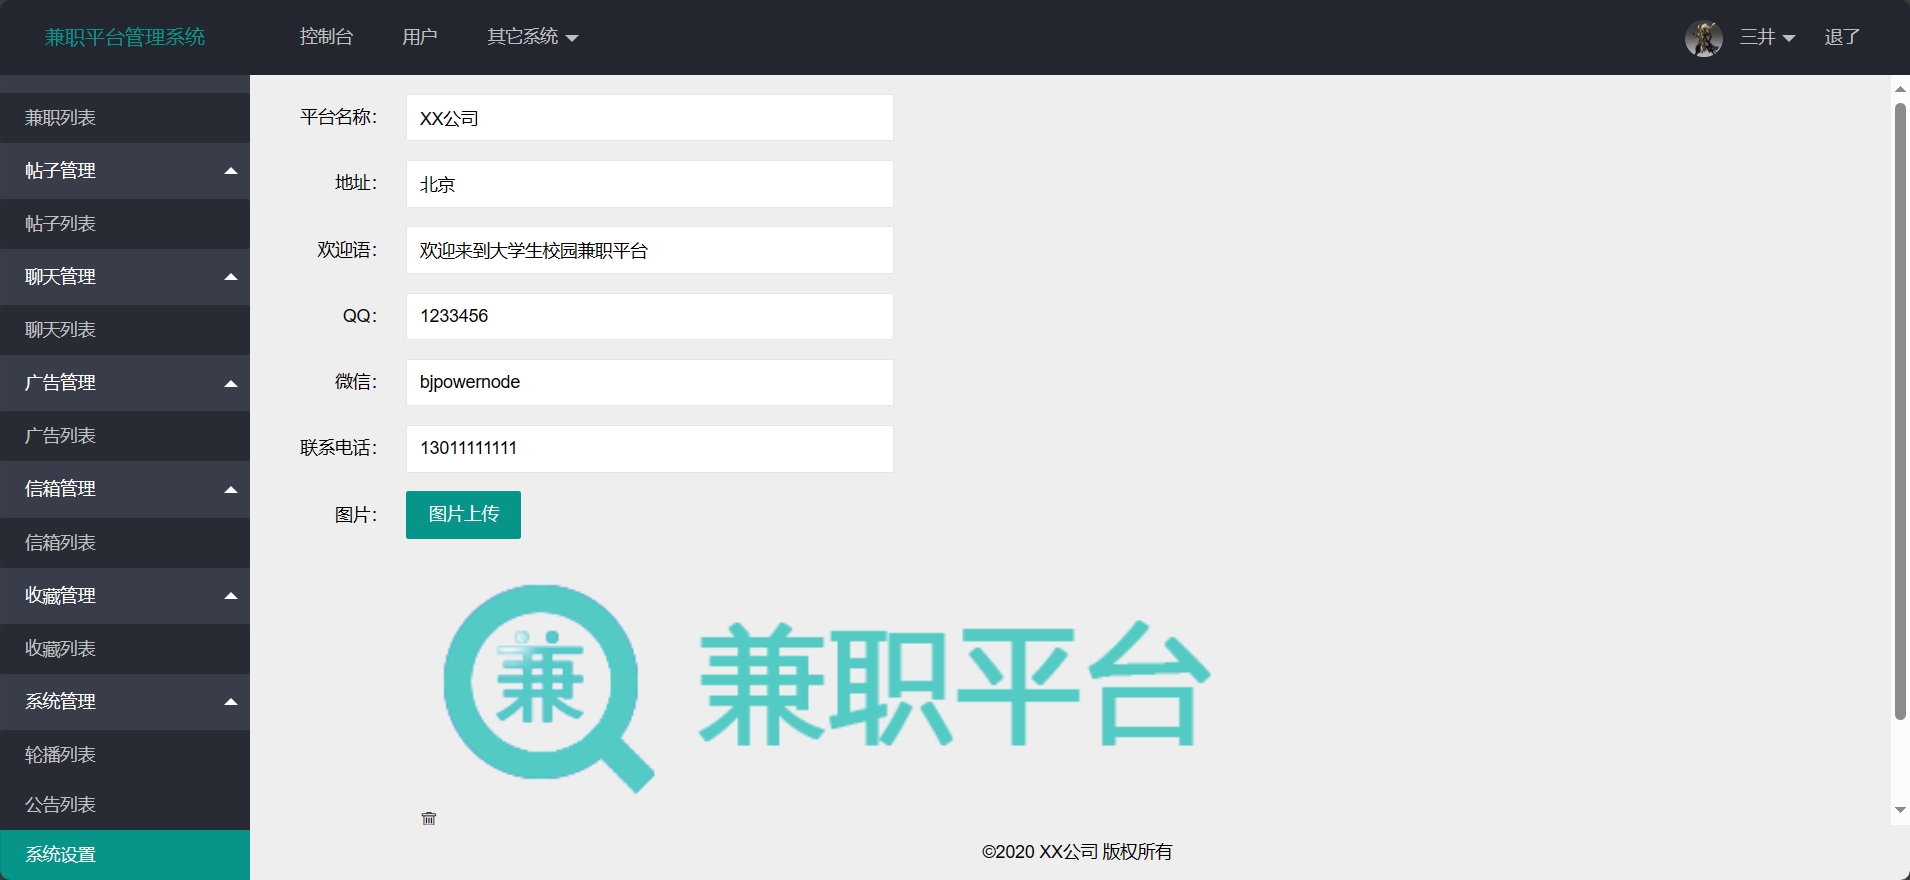 兼职平台管理系统
控制台
用户
其它系统
三井
退了
兼职列表
帖子管理
帖子列表
聊天管理
聊天列表
广告管理
广告列表
信箱管理
信箱列表
收藏管理
收藏列表
系统管理
轮播列表
公告列表
系统设置
平台名称：
XX公司
地址：
北京
欢迎语：
欢迎来到大学生校园兼职平台
QQ：
1233456
微信：
bjpowernode
联系电话：
13011111111
图片：
图片上传
兼
兼职平台
©2020 XX公司 版权所有